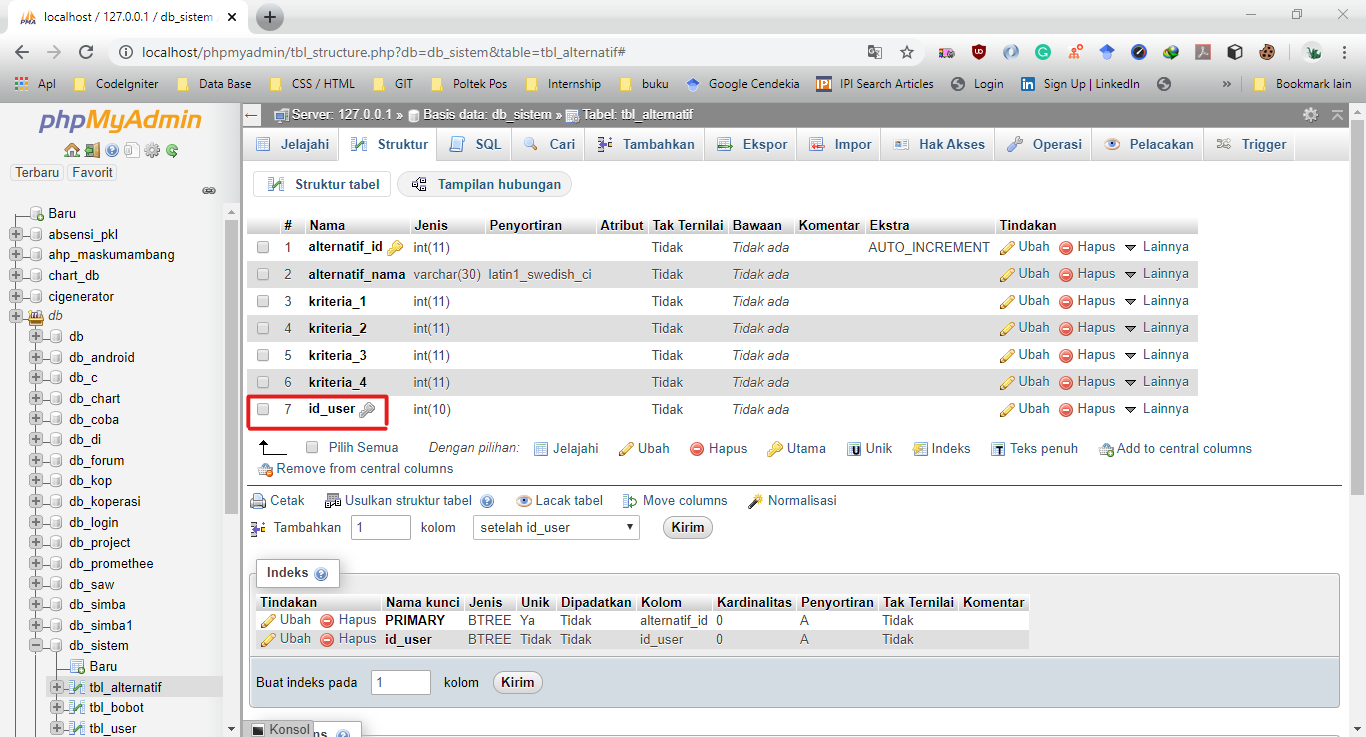 localhost / 127.0.0.1 / db_sistem
localhost/phpmyadmin/tbl_structure.php?db=db_sistem&table=tbl_alternatif#
Apl CodeIgniter Data Base CSS / HTML GIT Poltek Pos Internship buku Google Cendekia IPI Search Articles Login Sign Up | LinkedIn » Bookmark lain
phpMyAdmin
Terbaru Favorit
Baru
absensi_pkl
ahp_maskumambang
chart_db
cigenerator
db
db
db_android
db_c
db_chart
db_coba
db_di
db_forum
db_kop
db_koperasi
db_login
db_project
db_promethee
db_saw
db_simba
db_simba1
db_sistem
Baru
tbl_alternatif
tbl_bobot
tbl_user
Server: 127.0.0.1 » Basis data: db_sistem » Tabel: tbl_alternatif
Jelajahi Struktur SQL Cari Tambahkan Ekspor Impor Hak Akses Operasi Pelacakan Trigger
Struktur tabel Tampilan hubungan
# Nama Jenis Penyortiran Atribut Tak Ternilai Bawaan Komentar Ekstra Tindakan
1 alternatif_id int(11) Tidak Tidak ada AUTO_INCREMENT Ubah Hapus Lainnya
2 alternatif_nama varchar(30) latin1_swedish_ci Tidak Tidak ada Ubah Hapus Lainnya
3 kriteria_1 int(11) Tidak Tidak ada Ubah Hapus Lainnya
4 kriteria_2 int(11) Tidak Tidak ada Ubah Hapus Lainnya
5 kriteria_3 int(11) Tidak Tidak ada Ubah Hapus Lainnya
6 kriteria_4 int(11) Tidak Tidak ada Ubah Hapus Lainnya
7 id_user int(10) Tidak Tidak ada Ubah Hapus Lainnya
Pilih Semua Dengan pilihan: Jelajahi Ubah Hapus Utama Unik Indeks Teks penuh Add to central columns
Remove from central columns
Cetak Usulkan struktur tabel Lacak tabel Move columns Normalisasi
Tambahkan 1 kolom setelah id_user Kirim
Indeks
Tindakan Nama kunci Jenis Unik Dipadatkan Kolom Kardinalitas Penyortiran Tak Ternilai Komentar
Ubah Hapus PRIMARY BTREE Ya Tidak alternatif_id 0 A Tidak
Ubah Hapus id_user BTREE Tidak Tidak id_user 0 A Tidak
Buat indeks pada 1 kolom Kirim
Konsol